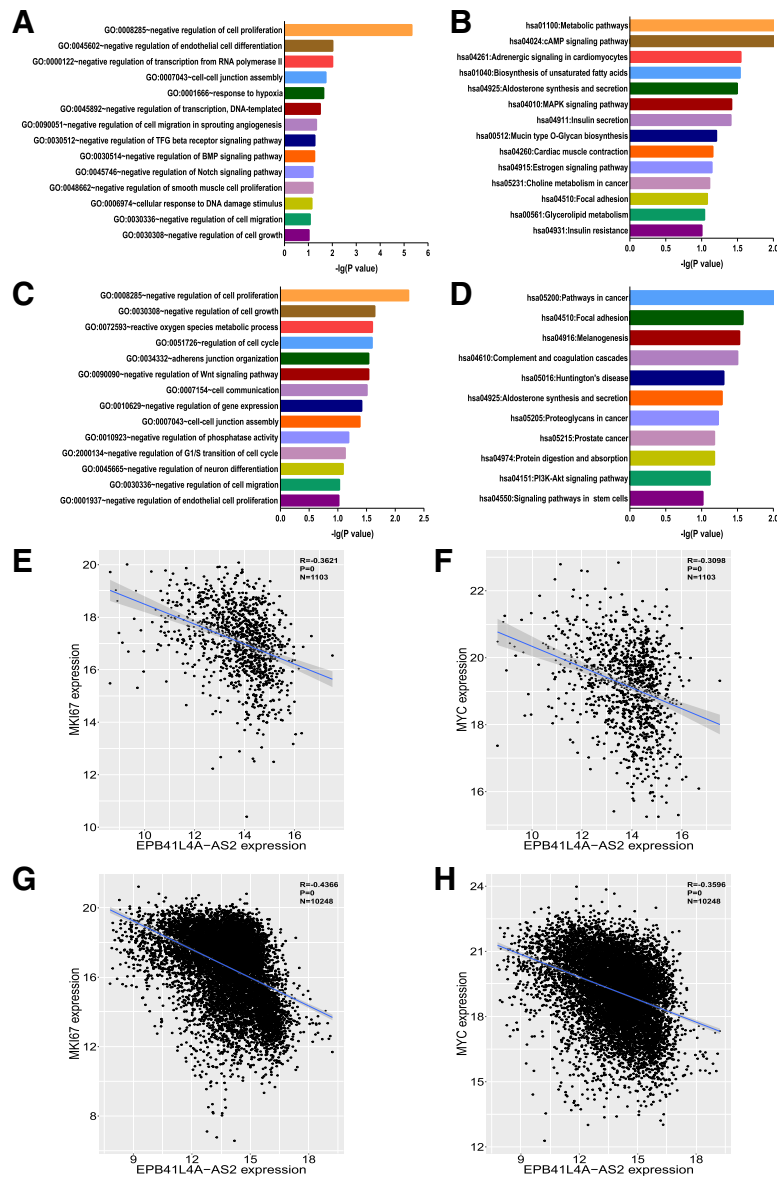 A
GO:0008285~negative regulation of cell proliferation
GO:0045602~negative regulation of endothelial cell differentiation
GO:0000122~negative regulation of transcription from RNA polymerase II
GO:0007043~cell-cell junction assembly
GO:0001666~response to hypoxia
GO:0045892~negative regulation of transcription, DNA-templated
GO:0090051~negative regulation of cell migration in sprouting angiogenesis
GO:0030512~negative regulation of TFG beta receptor signaling pathway
GO:0030514~negative regulation of BMP signaling pathway
GO:0045746~negative regulation of Notch signaling pathway
GO:0048662~negative regulation of smooth muscle cell proliferation
GO:0006974~cellular response to DNA damage stimulus
GO:0030336~negative regulation of cell migration
GO:0030308~negative regulation of cell growth
0 1 2 3 4 5 6
-lg(P value)
B
hsa01100:Metabolic pathways
hsa04024:cAMP signaling pathway
hsa04261:Adrenergic signaling in cardiomyocytes
hsa01040:Biosynthesis of unsaturated fatty acids
hsa04925:Aldosterone synthesis and secretion
hsa04010:MAPK signaling pathway
hsa04911:Insulin secretion
hsa00512:Mucin type O-Glycan biosynthesis
hsa04260:Cardiac muscle contraction
hsa04915:Estrogen signaling pathway
hsa05231:Choline metabolism in cancer
hsa04510:Focal adhesion
hsa00561:Glycerolipid metabolism
hsa04931:Insulin resistance
0.0 0.5 1.0 1.5 2.0
-lg(P value)
C
GO:0008285~negative regulation of cell proliferation
GO:0030308~negative regulation of cell growth
GO:0072593~reactive oxygen species metabolic process
GO:0051726~regulation of cell cycle
GO:0034332~adherens junction organization
GO:0090090~negative regulation of Wnt signaling pathway
GO:0007154~cell communication
GO:0010629~negative regulation of gene expression
GO:0007043~cell-cell junction assembly
GO:0010923~negative regulation of phosphatase activity
GO:2000134~negative regulation of G1/S transition of cell cycle
GO:0045665~negative regulation of neuron differentiation
GO:0030336~negative regulation of cell migration
GO:0001937~negative regulation of endothelial cell proliferation
0.0 0.5 1.0 1.5 2.0 2.5
-lg(P value)
D
hsa05200:Pathways in cancer
hsa04510:Focal adhesion
hsa04916:Melanogenesis
hsa04610:Complement and coagulation cascades
hsa05016:Huntington's disease
hsa04925:Aldosterone synthesis and secretion
hsa05205:Proteoglycans in cancer
hsa05215:Prostate cancer
hsa04974:Protein digestion and absorption
hsa04151:PI3K-Akt signaling pathway
hsa04550:Signaling pathways in stem cells
0.0 0.5 1.0 1.5 2.0
-lg(P value)
E
R=-0.3621
P=0
N=1103
MKI67 expression
20
18
16
14
12
10
10 12 14 16
EPB41L4A-AS2 expression
F
R=-0.3098
P=0
N=1103
MYC expression
22
20
18
16
10 12 14 16
EPB41L4A-AS2 expression
G
R=-0.4366
P=0
N=10248
MKI67 expression
20
16
12
8
9 12 15 18
EPB41L4A-AS2 expression
H
R=-0.3596
P=0
N=10248
MYC expression
24
21
18
15
12
9 12 15 18
EPB41L4A-AS2 expression